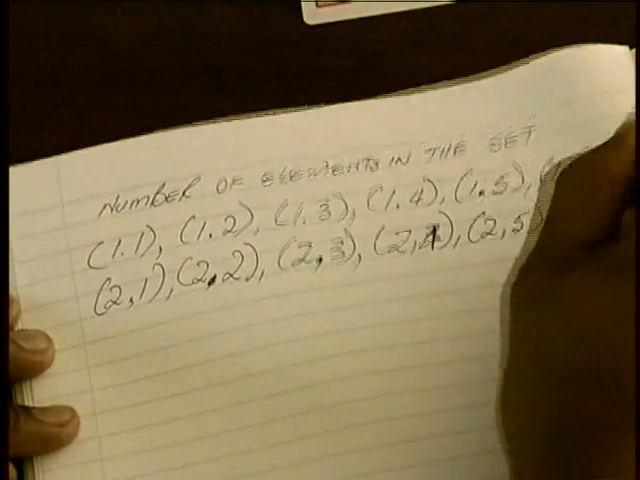 NUMBER OF ELEMENTS IN THE SET
(1.1), (1.2), (1.3), (1.4), (1.5), (
(2,1), (2,2), (2,3), (2,4), (2,5